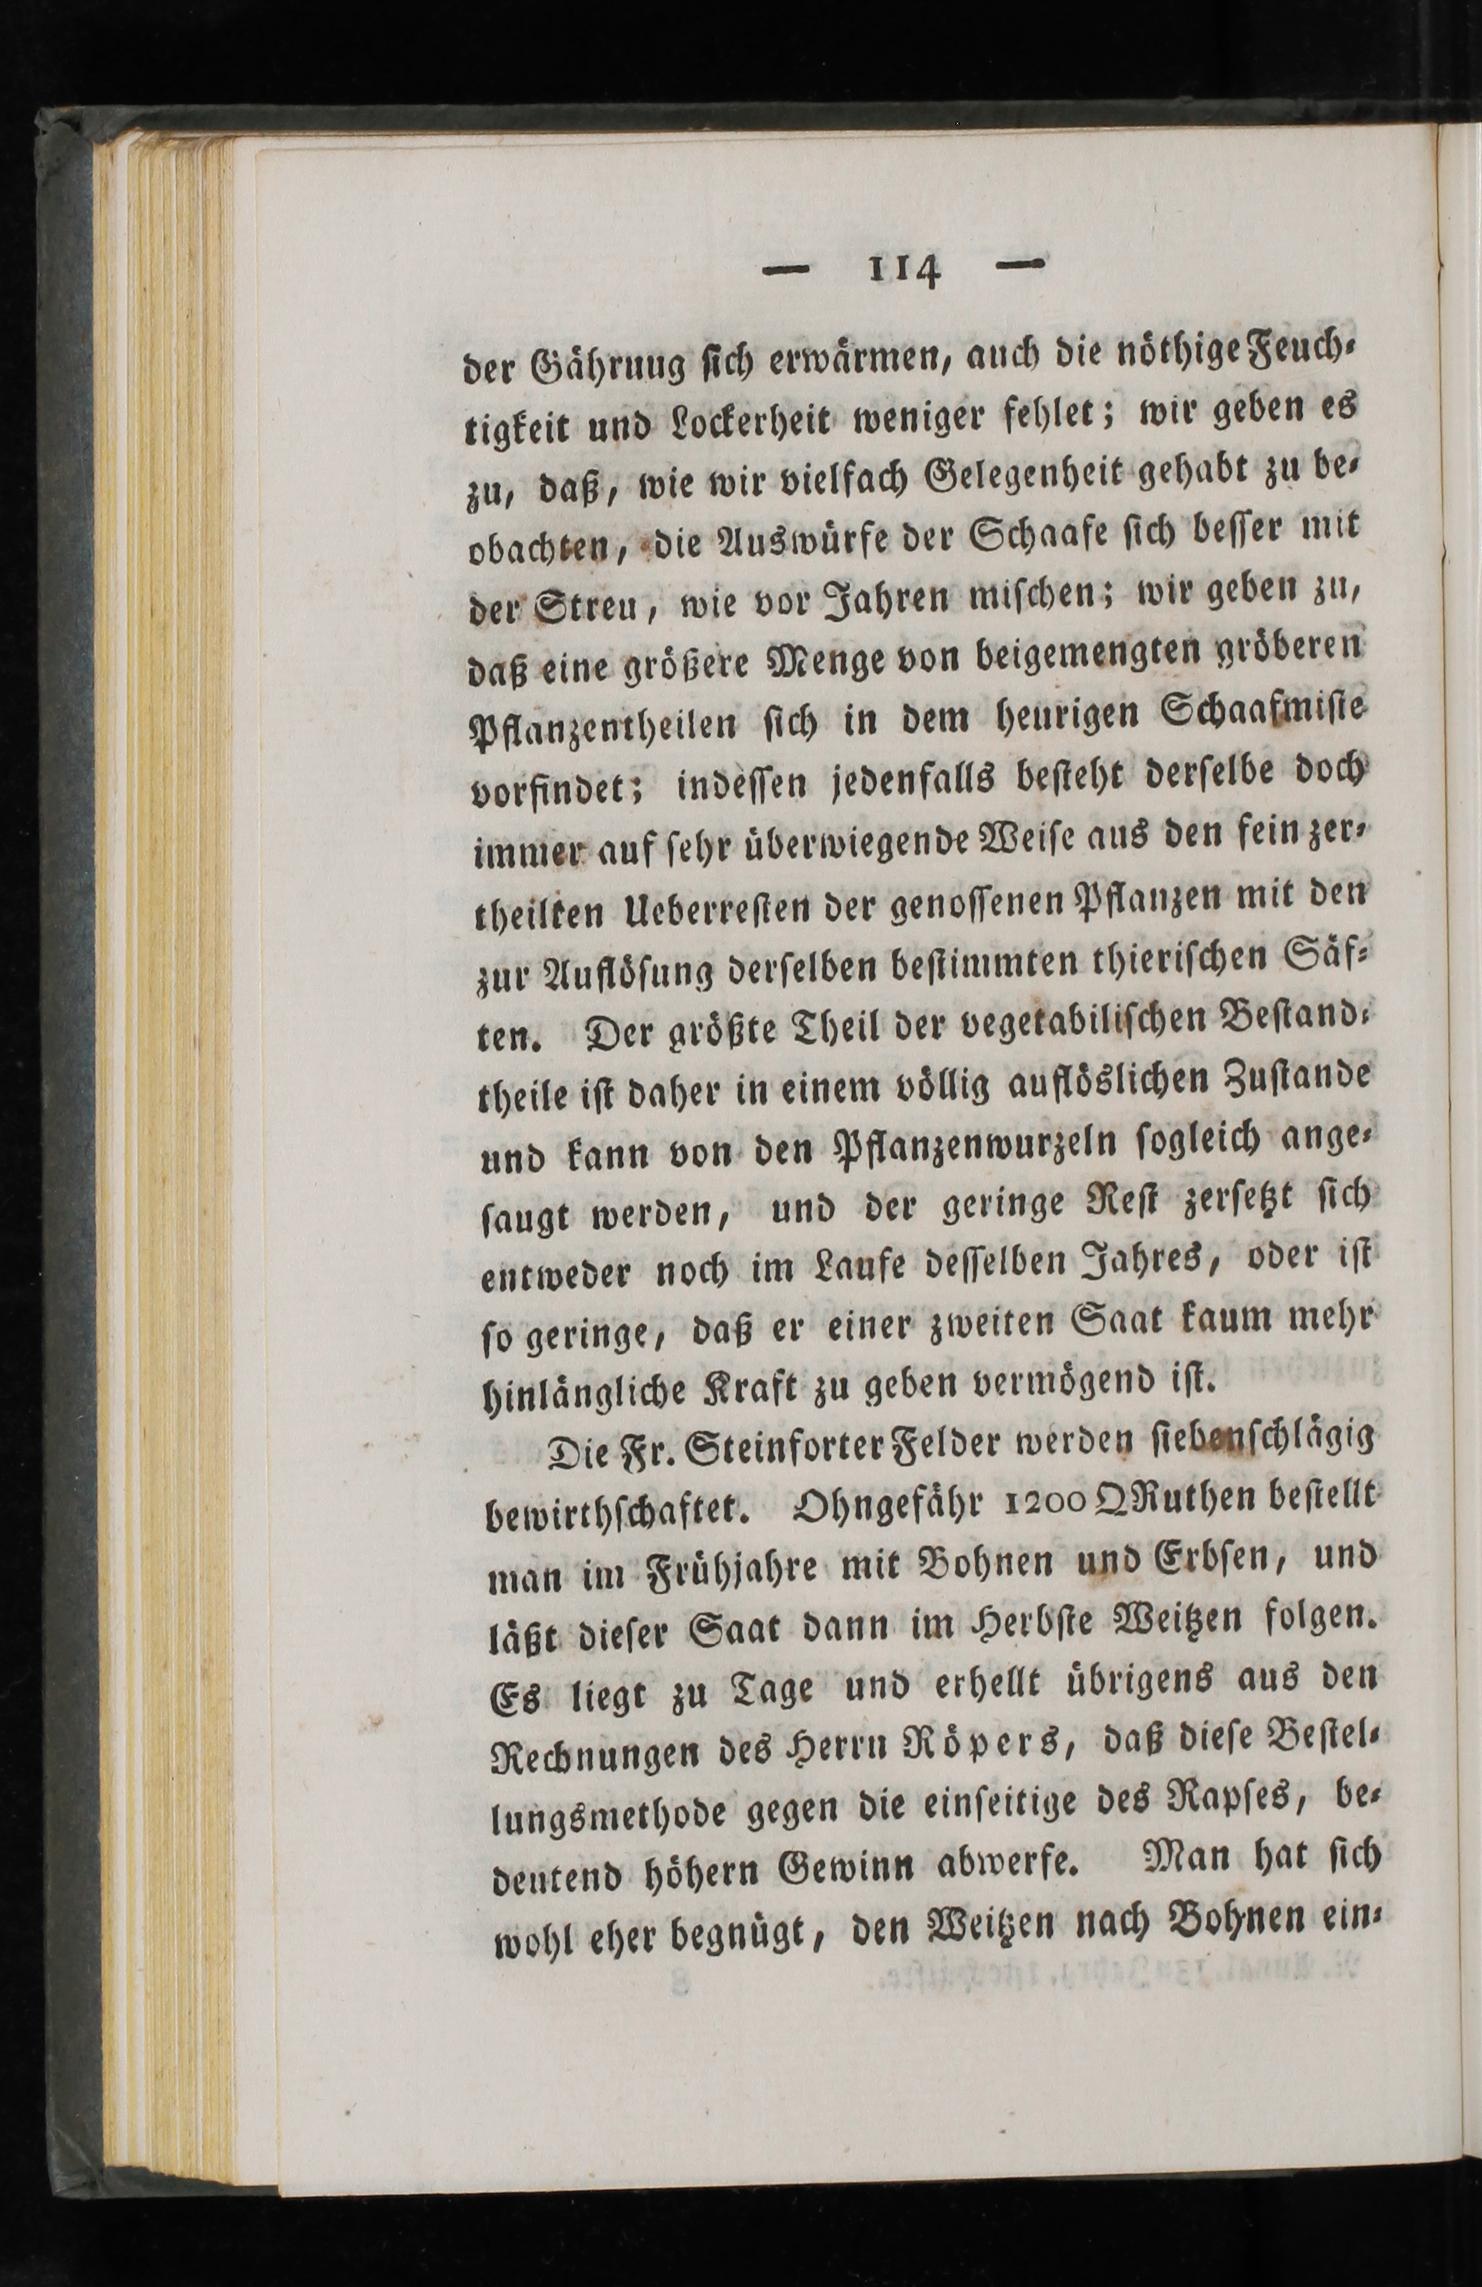 — 114 —
der Gährung sich erwärmen, auch die nöthige Feuch-
tigkeit und Lockerheit weniger fehlet; wir geben es
zu, daß, wie wir vielfach Gelegenheit gehabt zu be-
obachten, die Auswürfe der Schaafe sich besser mit
der Streu, wie vor Jahren mischen; wir geben zu,
daß eine größere Menge von beigemengten gröberen
Pflanzentheilen sich in dem heurigen Schaafmiste
vorfindet; indessen jedenfalls besteht derselbe doch
immer auf sehr überwiegende Weise aus den fein zer-
theilten Ueberresten der genossenen Pflanzen mit den
zur Auflösung derselben bestimmten thierischen Säf-
ten. Der größte Theil der vegetabilischen Bestand-
theile ist daher in einem völlig auflöslichen Zustande
und kann von den Pflanzenwurzeln sogleich ange-
saugt werden, und der geringe Rest zersetzt sich
entweder noch im Laufe desselben Jahres, oder ist
so geringe, daß er einer zweiten Saat kaum mehr
hinlängliche Kraft zu geben vermögend ist.
Die Fr. Steinforter Felder werden siebenschlägig
bewirthschaftet. Ohngefähr 1200 QRuthen bestellt
man im Frühjahre mit Bohnen und Erbsen, und
läßt dieser Saat dann im Herbste Weitzen folgen.
Es liegt zu Tage und erhellt übrigens aus den
Rechnungen des Herrn Röpers, daß diese Bestel-
lungsmethode gegen die einseitige des Rapses, be-
deutend höhern Gewinn abwerfe. Man hat sich
wohl eher begnügt, den Weitzen nach Bohnen ein-